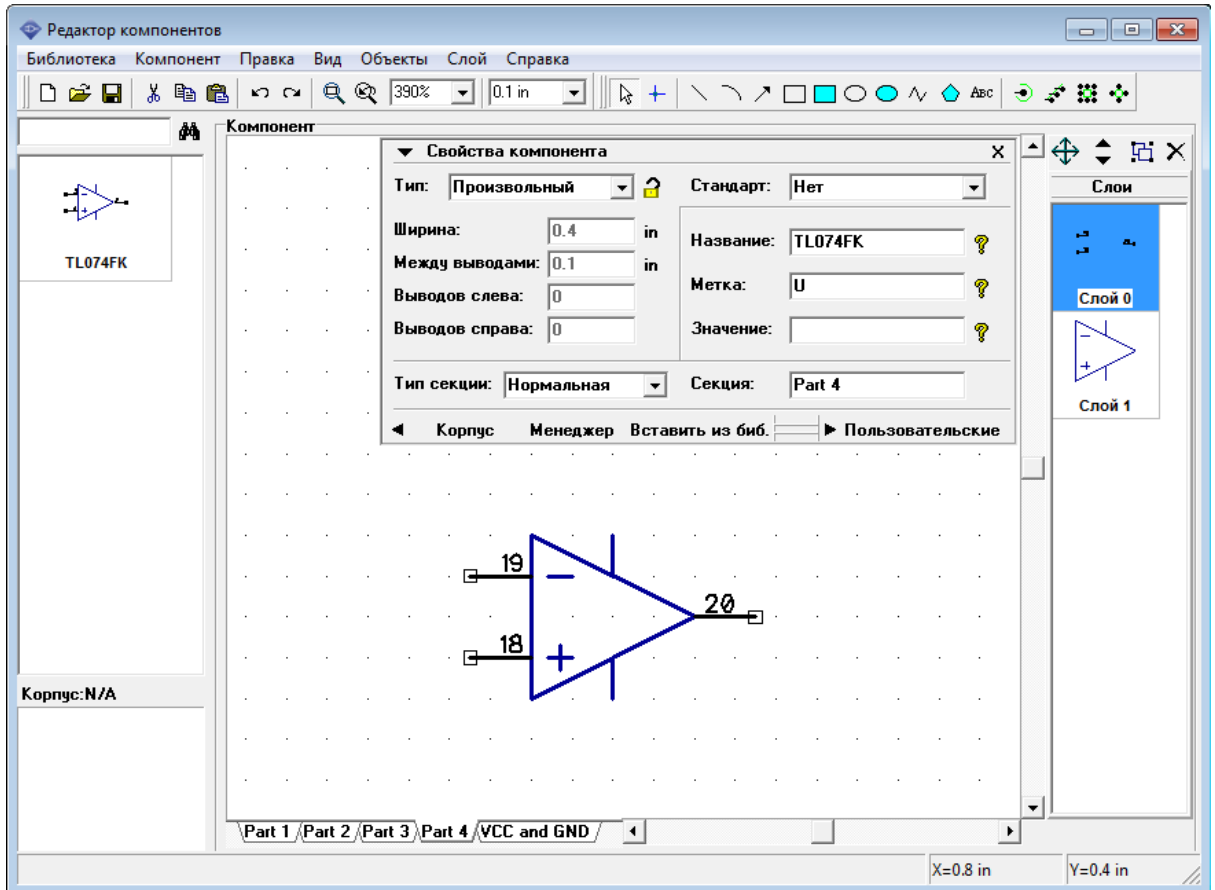 Редактор компонентов
Библиотека Компонент Правка Вид Объекты Слой Справка
390% 0.1 in ABC
Компонент
Свойства компонента X
Тип: Произвольный Стандарт: Нет
Ширина: 0.4 in
Между выводами: 0.1 in
Выводов слева: 0
Выводов справа: 0
Название: TL074FK
Метка: U
Значение:
Тип секции: Нормальная Секция: Part 4
Корпус Менеджер Вставить из биб. Пользовательские
TL074FK
Слои
Слой 0
Слой 1
19
18
20
Корпус:N/A
Part 1 Part 2 Part 3 Part 4 VCC and GND
X=0.8 in Y=0.4 in